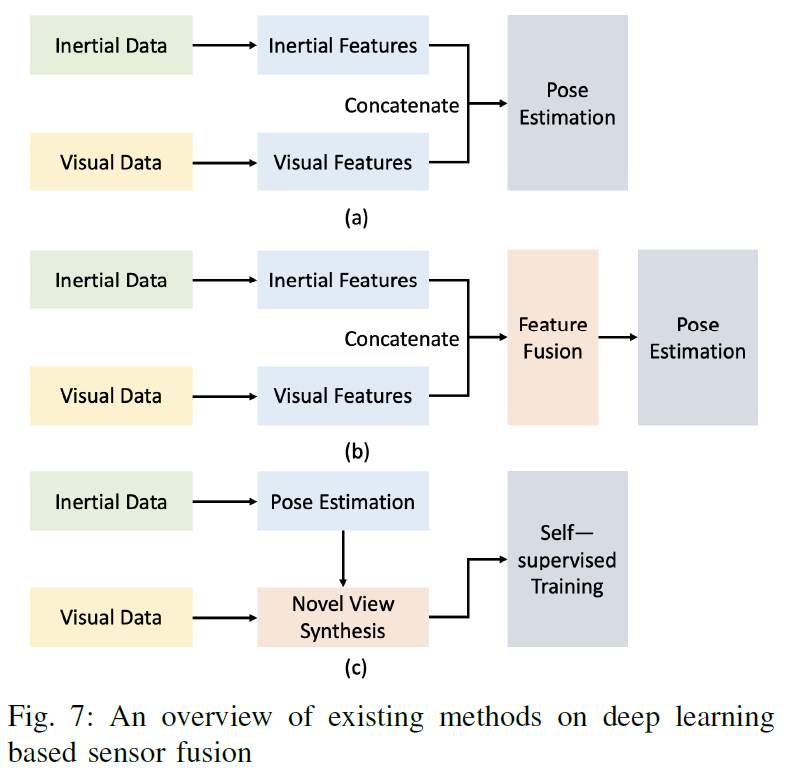 Inertial Data
Inertial Features
Concatenate
Pose
Estimation
Visual Data
Visual Features
(a)
Inertial Data
Inertial Features
Concatenate
Feature
Fusion
Pose
Estimation
Visual Data
Visual Features
(b)
Inertial Data
Pose Estimation
Self—
supervised
Training
Visual Data
Novel View
Synthesis
(c)
Fig. 7: An overview of existing methods on deep learning
based sensor fusion